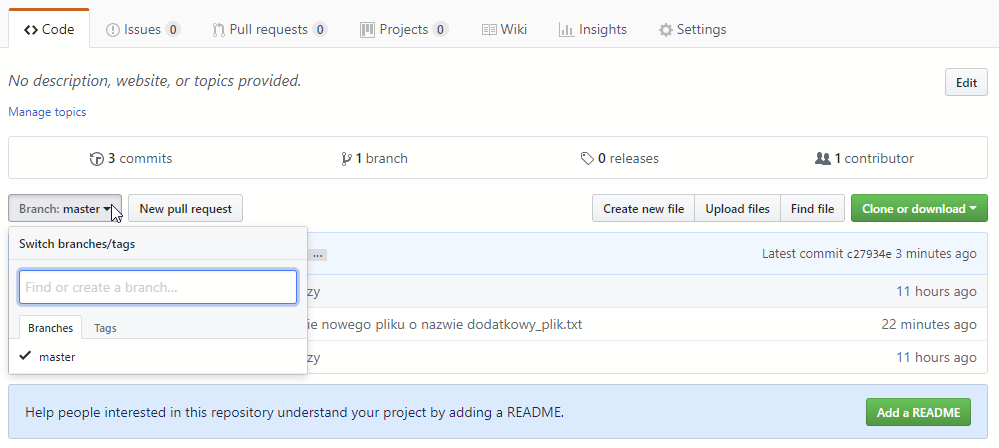 Code Issues 0 Pull requests 0 Projects 0 Wiki Insights Settings
No description, website, or topics provided. Edit
Manage topics
3 commits 1 branch 0 releases 1 contributor
Branch: master New pull request Create new file Upload files Find file Clone or download
Switch branches/tags
... Latest commit c27934e 3 minutes ago
Find or create a branch...
zy 11 hours ago
Branches Tags
ie nowego pliku o nazwie dodatkowy_plik.txt 22 minutes ago
master
zy 11 hours ago
Help people interested in this repository understand your project by adding a README. Add a README